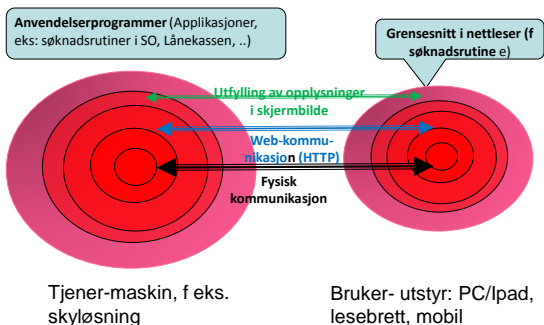 Anvendelserprogrammer (Applikasjoner,
eks: søknadsrutiner i SO, Lånekassen, ..)
Grensesnitt i nettleser (f
søknadsrutine e)
Utfylling av opplysninger
i skjermbilde
Web-kommu-
nikasjon (HTTP)
Fysisk
kommunikasjon
Tjener-maskin, f eks.
skyløsning
Bruker- utstyr: PC/Ipad,
lesebrett, mobil